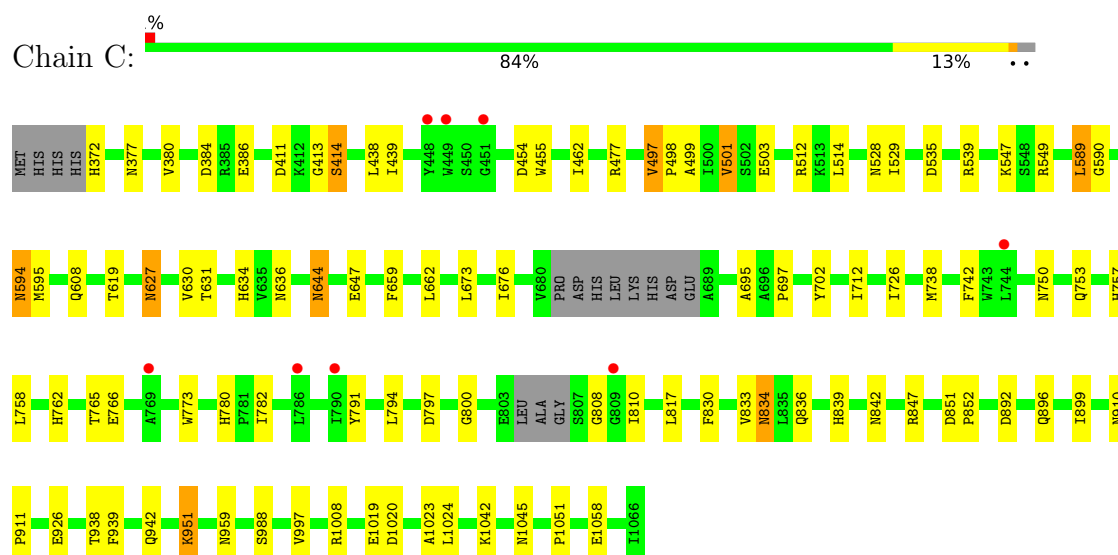 .%
Chain C:
84% 13% • •
MET HIS HIS HIS H372 N377 V380 D384 R385 E386 D411 K412 G413 S414 L438 I439 Y448 W449 S450 G451 D454 W455 I462 R477 V497 P498 A499 I500 V501 S502 E503 R512 K513 L514 N528 I529 D535 R539 K547 S548 R549 L589 G590
N594 M595 Q608 T619 N627 V630 T631 H634 V635 N636 N644 E647 F659 L662 L673 I676 V680 PRO ASP HIS LEU LYS HIS ASP GLU A689 A695 A696 P697 Y702 I712 I726 M738 F742 W743 L744 N750 Q753 H757
L758 H762 T765 E766 A769 W773 H780 P781 I782 L786 I790 Y791 L794 D797 G800 E803 LEU ALA GLY S807 G808 G809 I810 L817 F830 V833 N834 L835 Q836 H839 N842 R847 D851 P852 D892 Q896 I899 N910
P911 E926 T938 F939 Q942 K951 N959 S988 V997 R1008 E1019 D1020 A1023 L1024 K1042 N1045 P1051 E1058 I1066